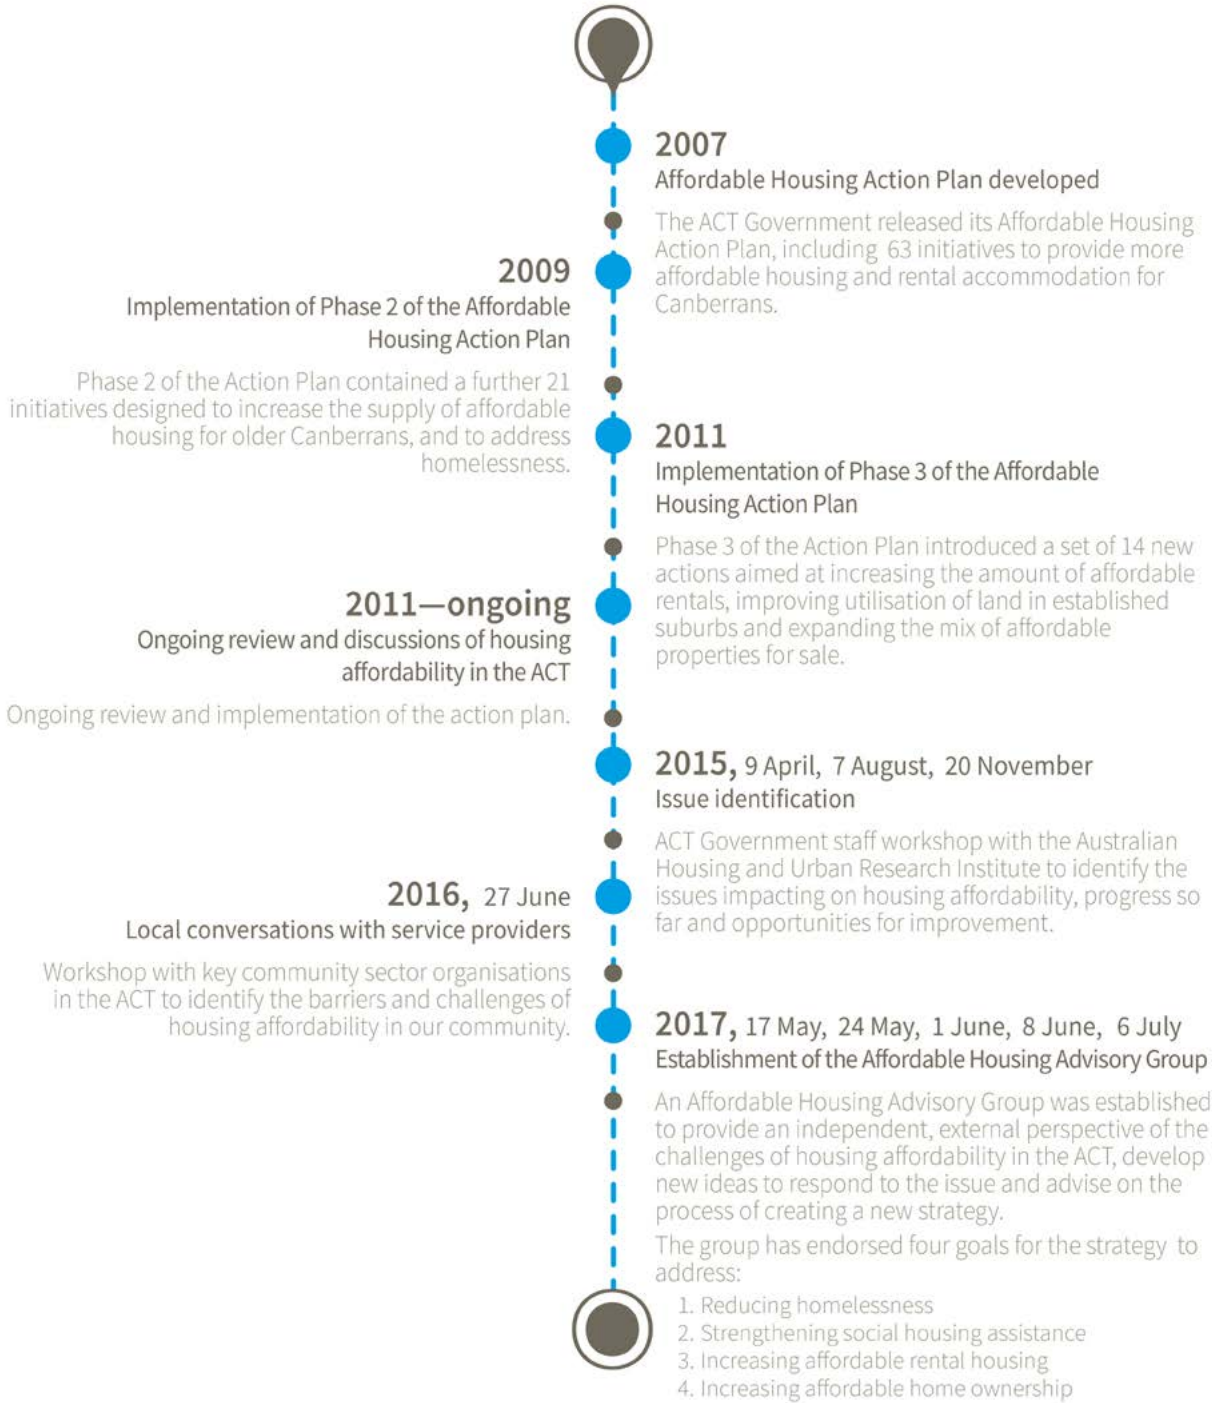 2007
Affordable Housing Action Plan developed
The ACT Government released its Affordable Housing
Action Plan, including 63 initiatives to provide more
affordable housing and rental accommodation for
Canberrans.
2009
Implementation of Phase 2 of the Affordable
Housing Action Plan
Phase 2 of the Action Plan contained a further 21
initiatives designed to increase the supply of affordable
housing for older Canberrans, and to address
homelessness.
2011
Implementation of Phase 3 of the Affordable
Housing Action Plan
Phase 3 of the Action Plan introduced a set of 14 new
actions aimed at increasing the amount of affordable
rentals, improving utilisation of land in established
suburbs and expanding the mix of affordable
properties for sale.
2011—ongoing
Ongoing review and discussions of housing
affordability in the ACT
Ongoing review and implementation of the action plan.
2015, 9 April, 7 August, 20 November
Issue identification
ACT Government staff workshop with the Australian
Housing and Urban Research Institute to identify the
issues impacting on housing affordability, progress so
far and opportunities for improvement.
2016, 27 June
Local conversations with service providers
Workshop with key community sector organisations
in the ACT to identify the barriers and challenges of
housing affordability in our community.
2017, 17 May, 24 May, 1 June, 8 June, 6 July
Establishment of the Affordable Housing Advisory Group
An Affordable Housing Advisory Group was established
to provide an independent, external perspective of the
challenges of housing affordability in the ACT, develop
new ideas to respond to the issue and advise on the
process of creating a new strategy.
The group has endorsed four goals for the strategy to
address:
1. Reducing homelessness
2. Strengthening social housing assistance
3. Increasing affordable rental housing
4. Increasing affordable home ownership